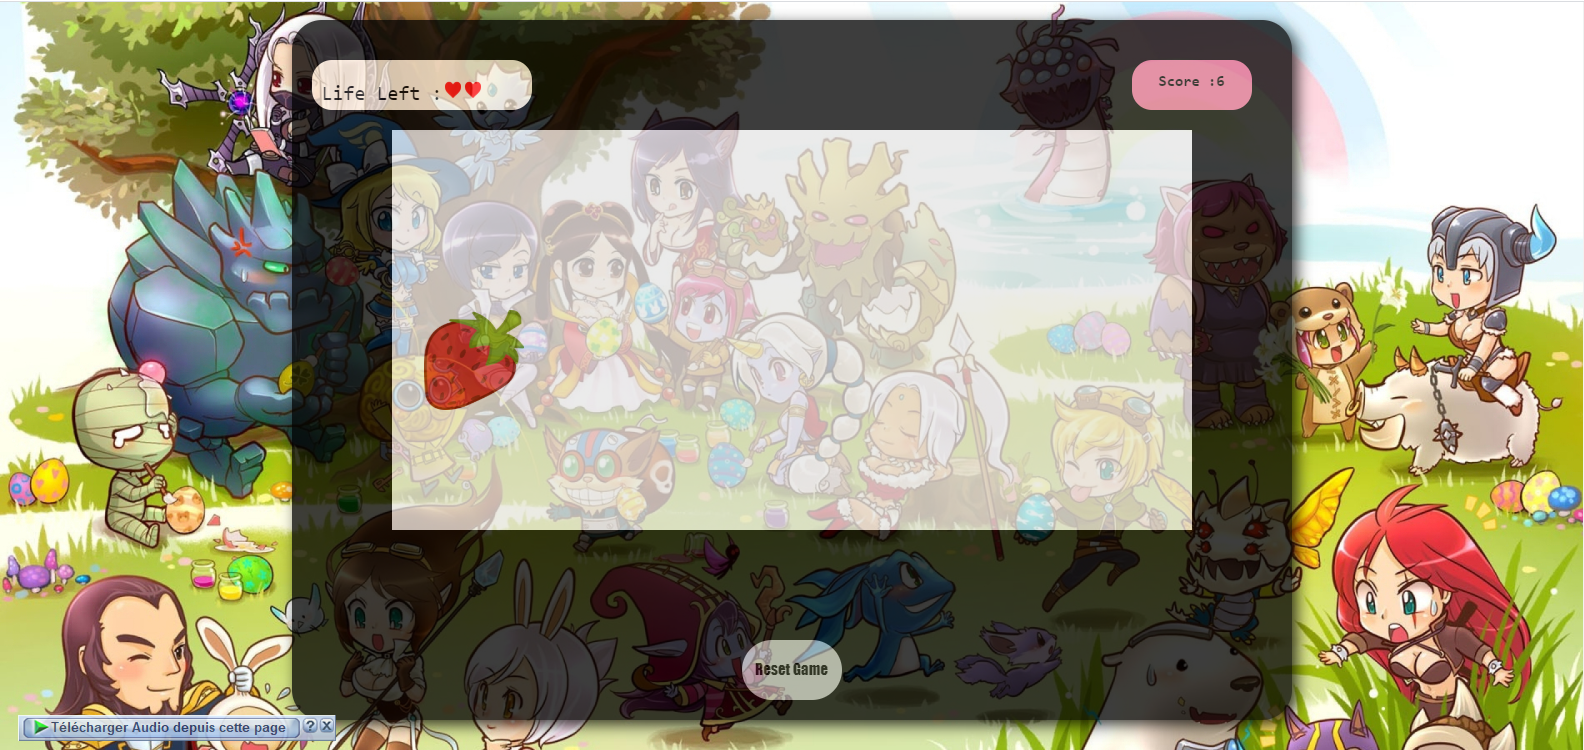 Life Left :
Score :6
Reset Game
Télécharger Audio depuis cette page ? X